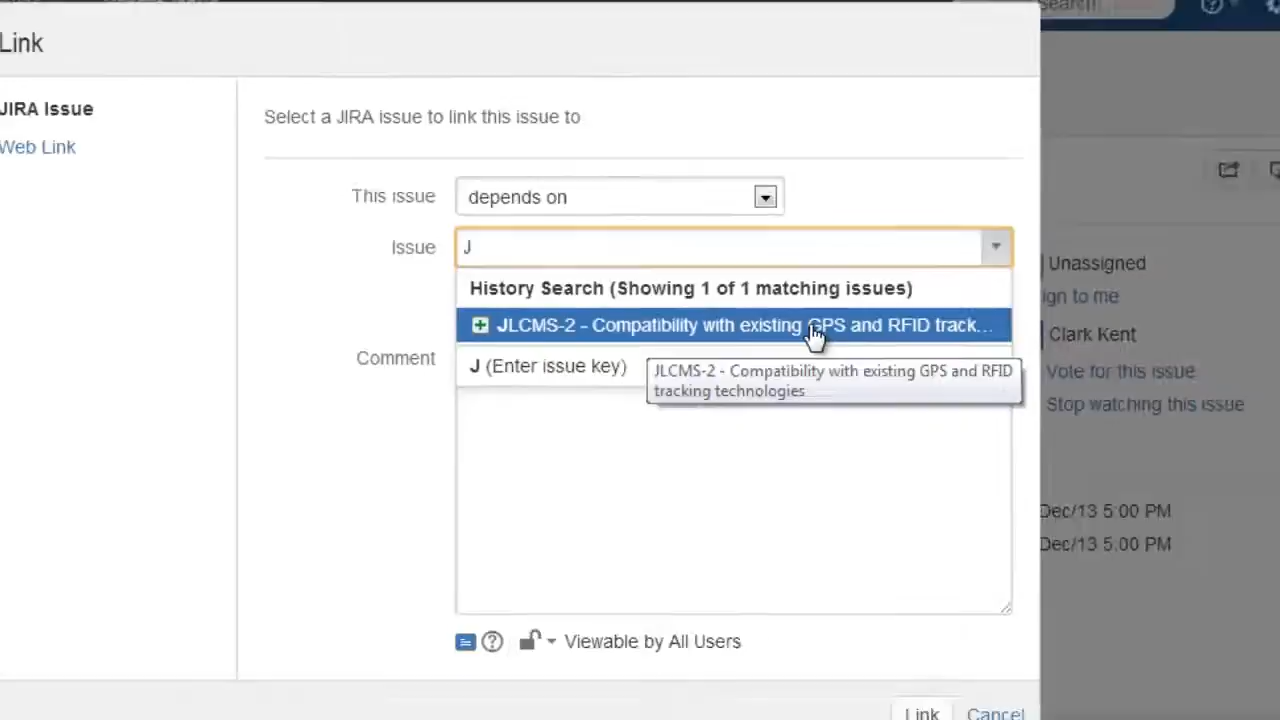 Search
Link
JIRA Issue
Web Link
Select a JIRA issue to link this issue to
This issue
depends on
Issue
J
History Search (Showing 1 of 1 matching issues)
JLCMS-2 - Compatibility with existing GPS and RFID track...
J (Enter issue key)
JLCMS-2 - Compatibility with existing GPS and RFID
tracking technologies
Comment
Viewable by All Users
Link
Cancel
Unassigned
ign to me
Clark Kent
Vote for this issue
Stop watching this issue
Dec/13 5:00 PM
Dec/13 5:00 PM